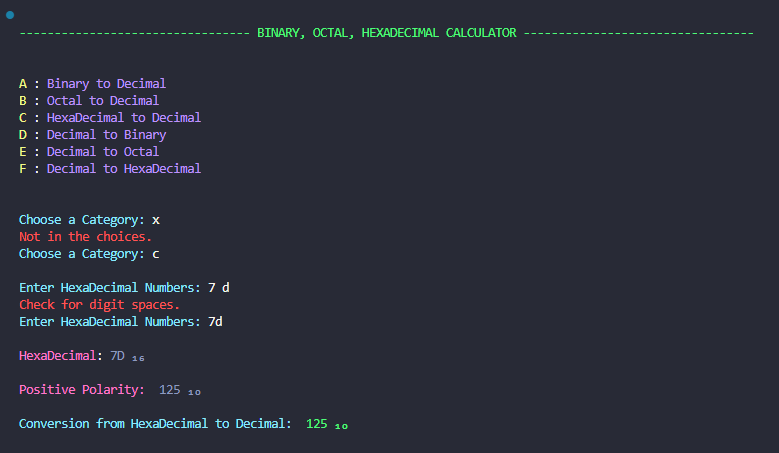 --------------------------------- BINARY, OCTAL, HEXADECIMAL CALCULATOR ---------------------------------
A : Binary to Decimal
B : Octal to Decimal
C : HexaDecimal to Decimal
D : Decimal to Binary
E : Decimal to Octal
F : Decimal to HexaDecimal
Choose a Category: x
Not in the choices.
Choose a Category: c
Enter HexaDecimal Numbers: 7 d
Check for digit spaces.
Enter HexaDecimal Numbers: 7d
HexaDecimal: 7D ₁₆
Positive Polarity:  125 ₁₀
Conversion from HexaDecimal to Decimal:  125 ₁₀